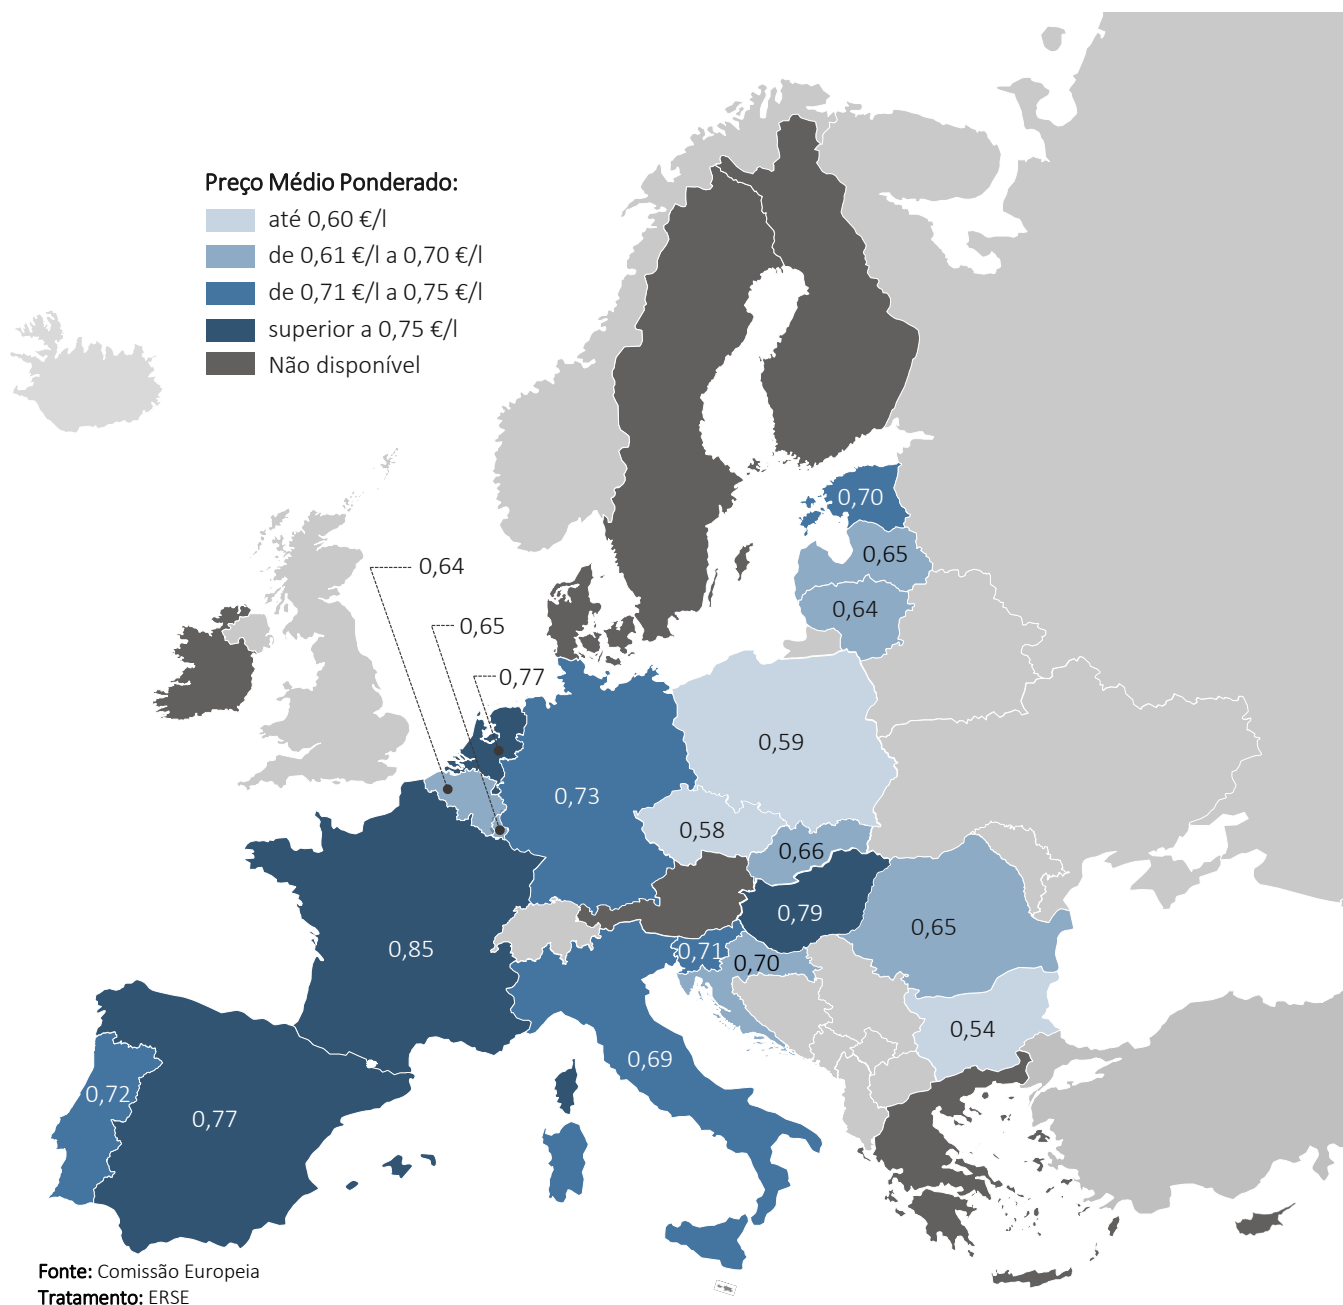 Preço Médio Ponderado:
até 0,60 €/l
de 0,61 €/l a 0,70 €/l
de 0,71 €/l a 0,75 €/l
superior a 0,75 €/l
Não disponível
0,70
0,65
0,64
0,64
0,65
0,77
0,59
0,73
0,58
0,66
0,79
0,65
0,85
0,71
0,70
0,54
0,69
0,72
0,77
Fonte: Comissão Europeia
Tratamento: ERSE